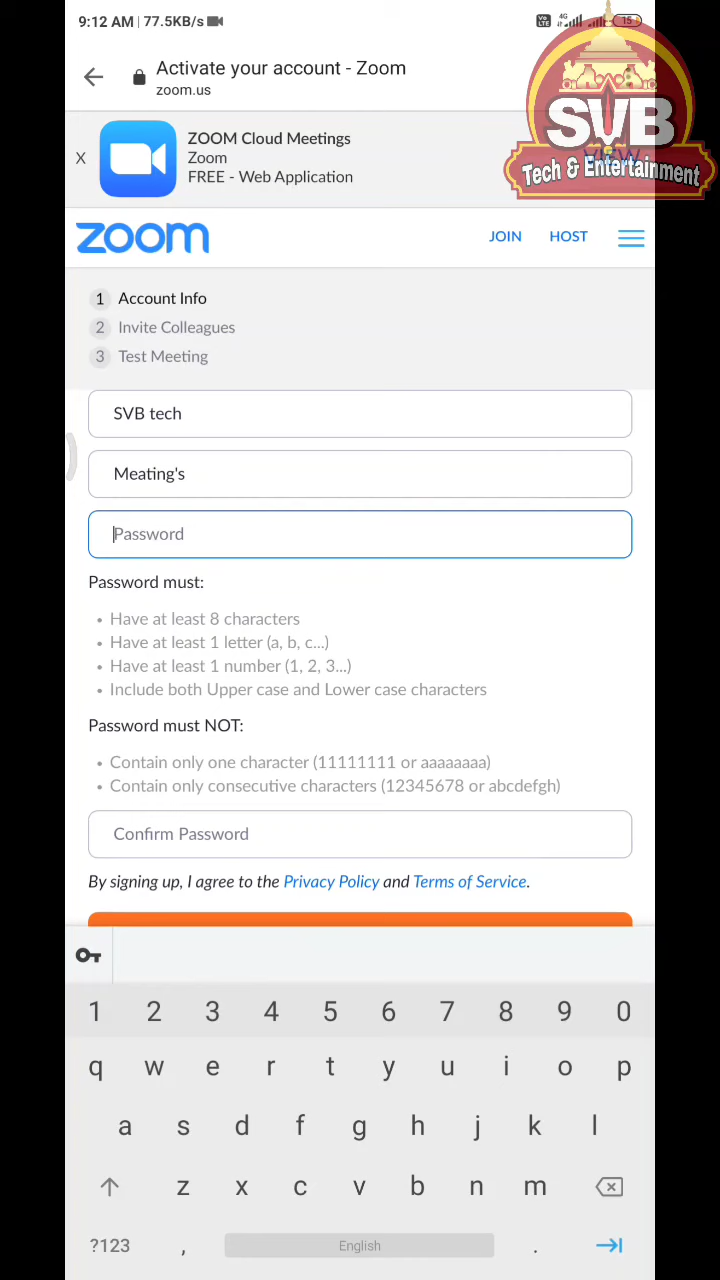 9:12 AM | 77.5KB/s
Vo LTE 4G 15
Activate your account - Zoom
zoom.us
SVB
Tech & Entertainment
X
ZOOM Cloud Meetings
Zoom
FREE - Web Application
VIEW
zoom
JOIN HOST
1 Account Info
2 Invite Colleagues
3 Test Meeting
SVB tech
Meating's
Password
Password must:
• Have at least 8 characters
• Have at least 1 letter (a, b, c...)
• Have at least 1 number (1, 2, 3...)
• Include both Upper case and Lower case characters
Password must NOT:
• Contain only one character (11111111 or aaaaaaaa)
• Contain only consecutive characters (12345678 or abcdefgh)
Confirm Password
By signing up, I agree to the Privacy Policy and Terms of Service.
1 2 3 4 5 6 7 8 9 0
q w e r t y u i o p
a s d f g h j k l
z x c v b n m
?123 , English .